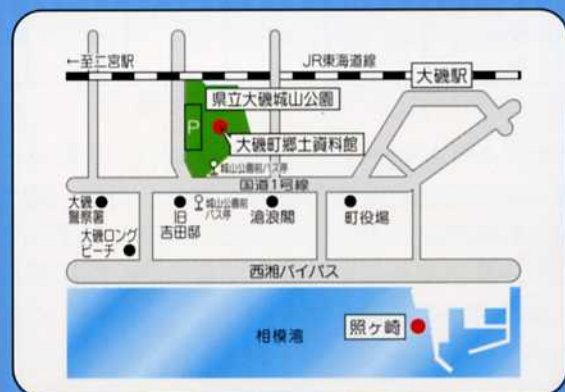 ←至二宮駅
JR東海道線
大磯駅
県立大磯城山公園
P
大磯町郷土資料館
城山公園前バス停
国道1号線
大磯
警察署
旧
吉田邸
城山公園前
バス停
滄浪閣
町役場
大磯ロング
ビーチ
西湘バイパス
相模湾
照ヶ崎